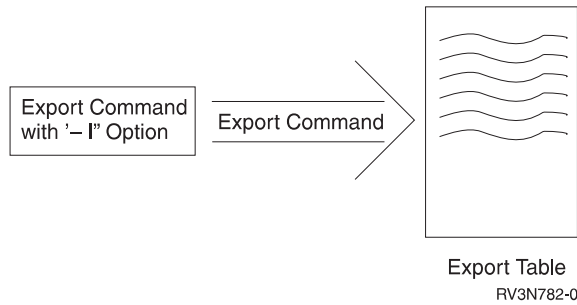 Export Command
with '– I" Option
Export Command
Export Table
RV3N782-0